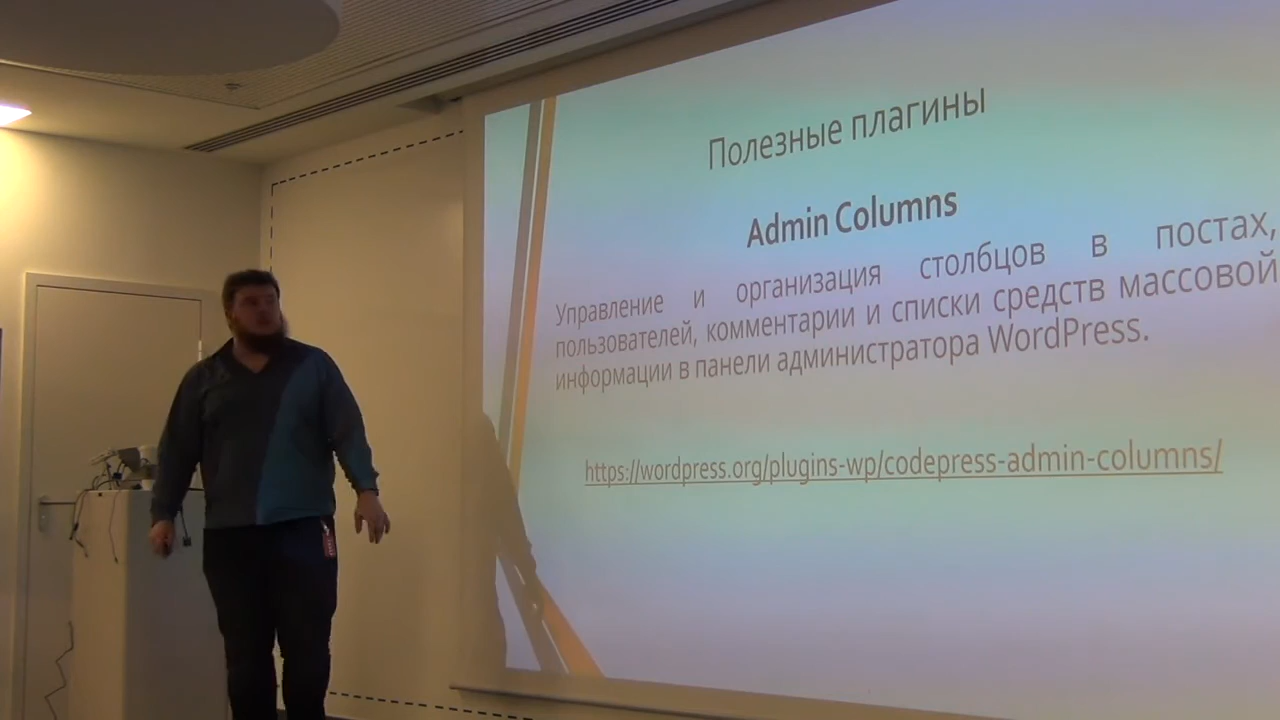 Полезные плагины
Admin Columns
Управление и организация столбцов в постах,
пользователей, комментарии и списки средств массовой
информации в панели администратора WordPress.
https://wordpress.org/plugins-wp/codepress-admin-columns/